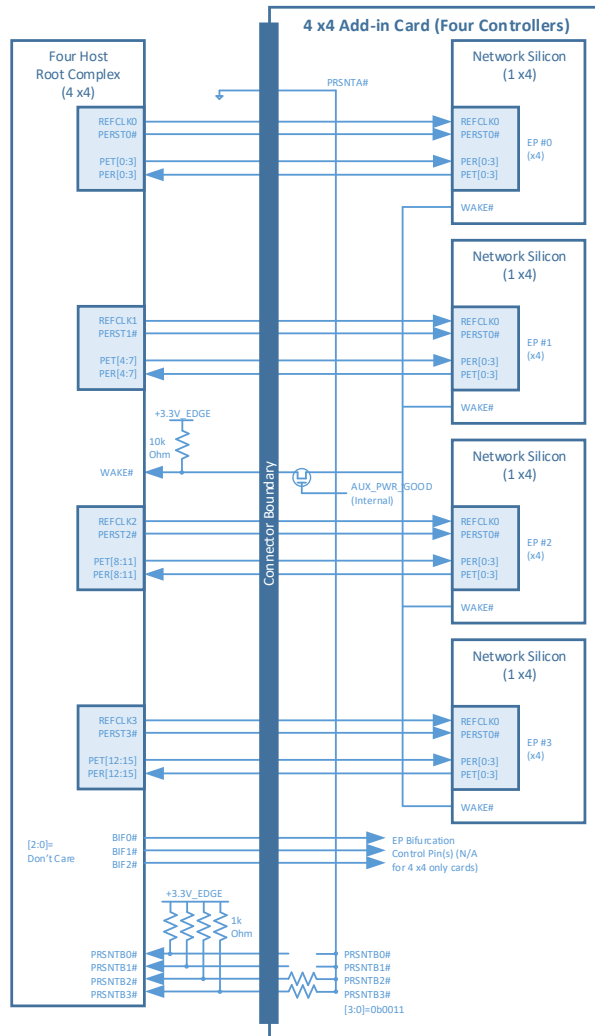 4 x4 Add-in Card (Four Controllers)
Four Host
Root Complex
(4 x4)
PRSNTA#
Network Silicon
(1 x4)
REFCLK0
PERST0#
PET[0:3]
PER[0:3]
REFCLK0
PERST0#
PER[0:3]
PET[0:3]
EP #0
(x4)
WAKE#
Network Silicon
(1 x4)
REFCLK1
PERST1#
PET[4:7]
PER[4:7]
REFCLK0
PERST0#
PER[0:3]
PET[0:3]
EP #1
(x4)
WAKE#
+3.3V_EDGE
10k
Ohm
WAKE#
AUX_PWR_GOOD
(Internal)
Connector Boundary
Network Silicon
(1 x4)
REFCLK2
PERST2#
PET[8:11]
PER[8:11]
REFCLK0
PERST0#
PER[0:3]
PET[0:3]
EP #2
(x4)
WAKE#
Network Silicon
(1 x4)
REFCLK3
PERST3#
PET[12:15]
PER[12:15]
REFCLK0
PERST0#
PER[0:3]
PET[0:3]
EP #3
(x4)
WAKE#
[2:0]=
Don't Care
BIF0#
BIF1#
BIF2#
EP Bifurcation
Control Pin(s) (N/A
for 4 x4 only cards)
+3.3V_EDGE
1k
Ohm
PRSNTB0#
PRSNTB1#
PRSNTB2#
PRSNTB3#
PRSNTB0#
PRSNTB1#
PRSNTB2#
PRSNTB3#
[3:0]=0b0011